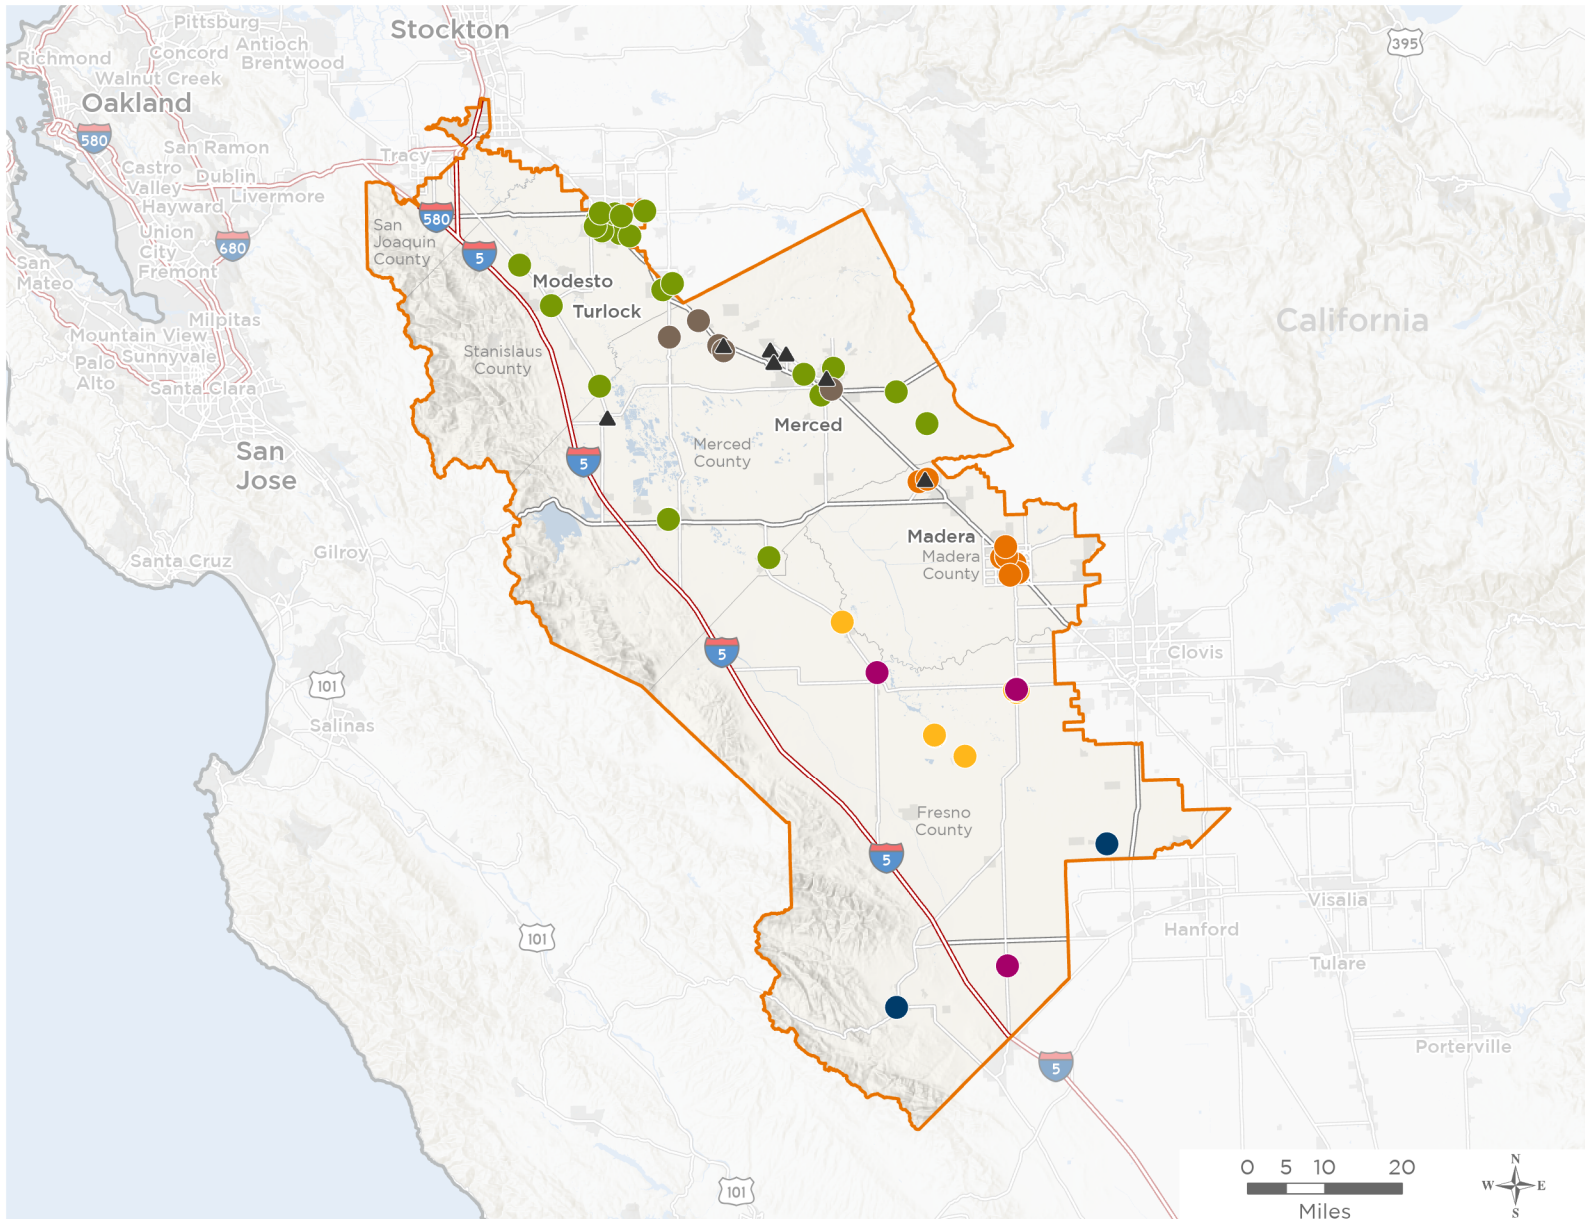 Pittsburg
Stockton
Richmond
Concord
Antioch
Brentwood
395
Walnut Creek
Oakland
580
San Ramon
Tracy
Castro
Valley
Dublin
Livermore
Hayward
580
San
Joaquin
County
Union
City
Fremont
680
5
San
Mateo
Modesto
Turlock
Milpitas
California
Mountain View
Sunnyvale
Palo
Alto
Santa Clara
Stanislaus
County
Merced
San
Jose
Merced
County
5
Madera
Madera
County
Gilroy
Santa Cruz
5
Clovis
101
Salinas
Fresno
County
5
Visalia
Hanford
101
Tulare
Porterville
5
101
0 5 10 20
Miles
N
W E
S